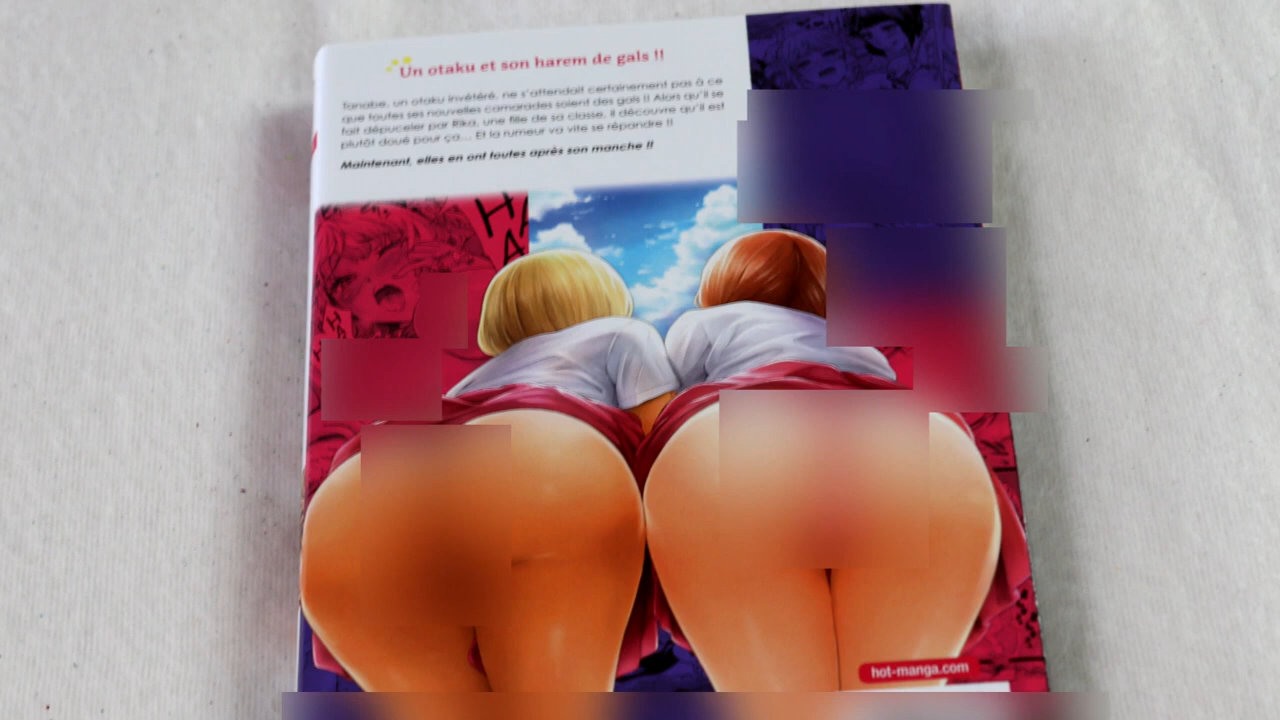 Un otaku et son harem de gals !!
Tanabe, un otaku invétéré, ne s'attendait certainement pas à ce
que toutes ses nouvelles camarades soient des gals !! Alors qu'il se
fait dépuceler par Rika, une fille de sa classe, il découvre qu'il est
plutôt doué pour ça... Et la rumeur va vite se répandre !!
Maintenant, elles en ont toutes après son manche !!
HA
HA
hot-manga.com